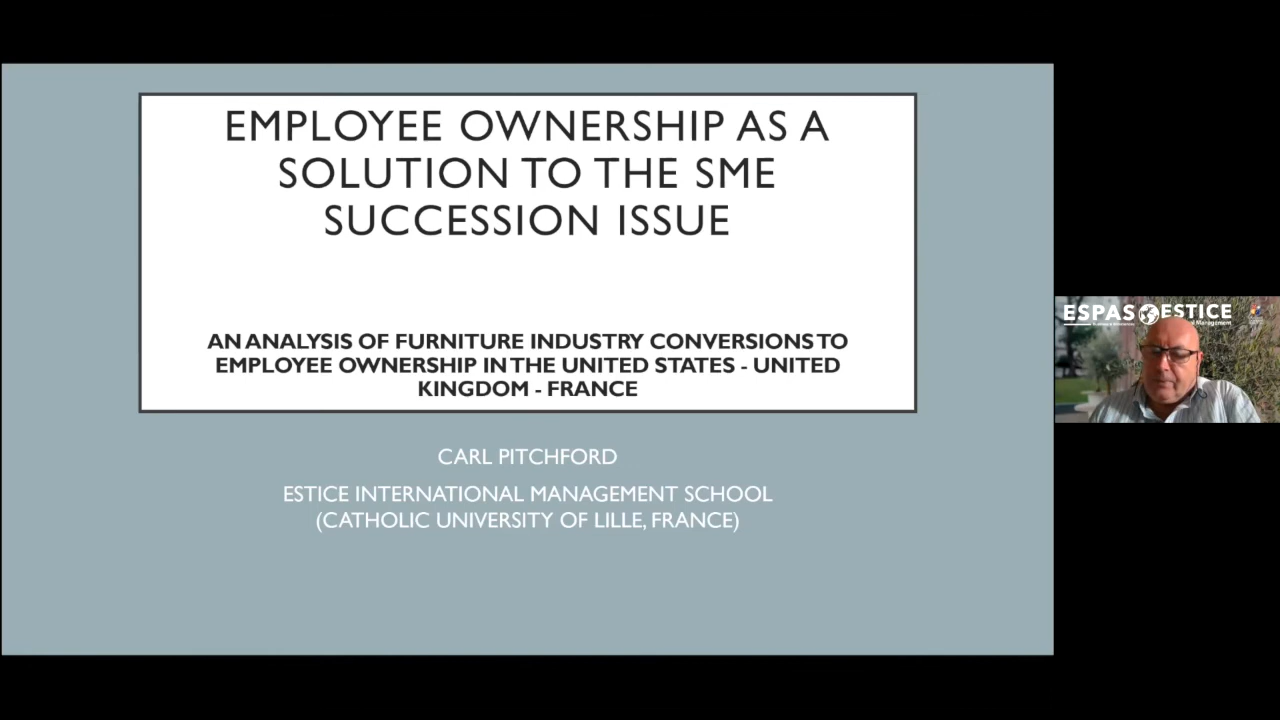 EMPLOYEE OWNERSHIP AS A
SOLUTION TO THE SME
SUCCESSION ISSUE
AN ANALYSIS OF FURNITURE INDUSTRY CONVERSIONS TO
EMPLOYEE OWNERSHIP IN THE UNITED STATES - UNITED
KINGDOM - FRANCE
CARL PITCHFORD
ESTICE INTERNATIONAL MANAGEMENT SCHOOL
(CATHOLIC UNIVERSITY OF LILLE, FRANCE)
ESPAS ESTICE
Management